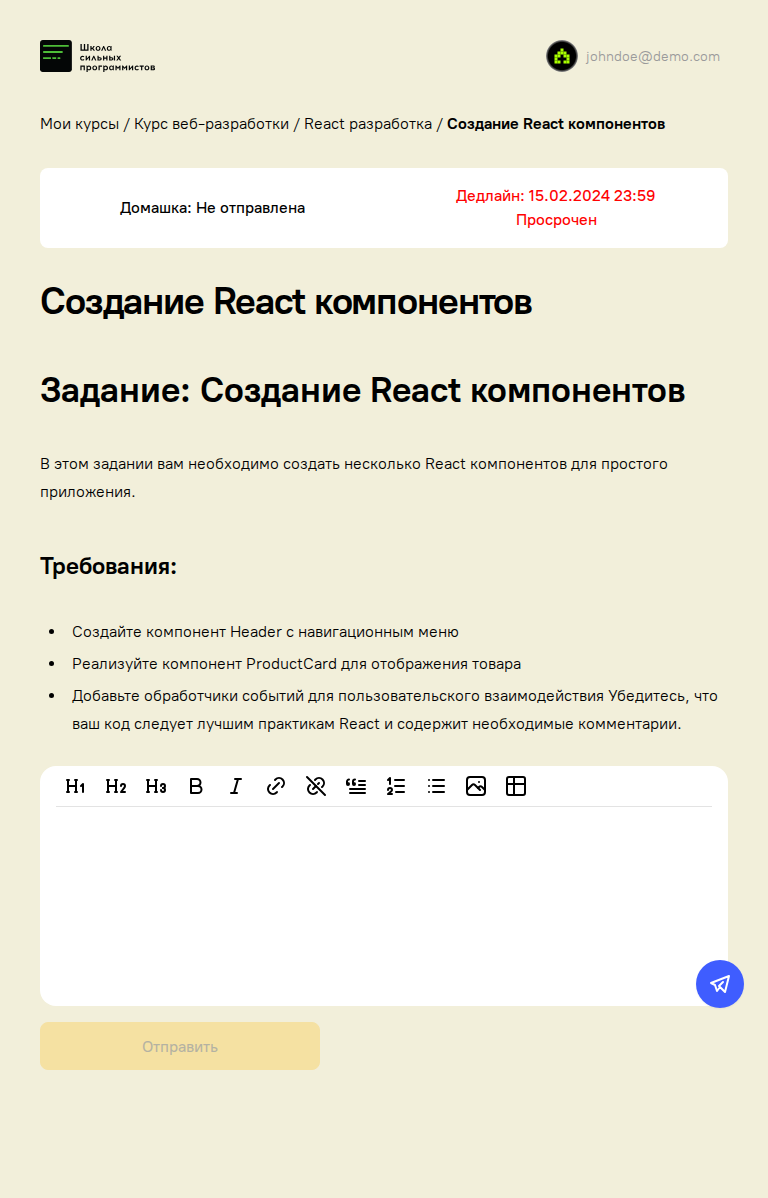 Школа
сильных
программистов
johndoe@demo.com
Мои курсы / Курс веб-разработки / React разработка / Создание React компонентов
Домашка: Не отправлена
Дедлайн: 15.02.2024 23:59
Просрочен
Создание React компонентов
Задание: Создание React компонентов
В этом задании вам необходимо создать несколько React компонентов для простого
приложения.
Требования:
Создайте компонент Header с навигационным меню
Реализуйте компонент ProductCard для отображения товара
Добавьте обработчики событий для пользовательского взаимодействия Убедитесь, что
ваш код следует лучшим практикам React и содержит необходимые комментарии.
H1 H2 H3 B I
Отправить